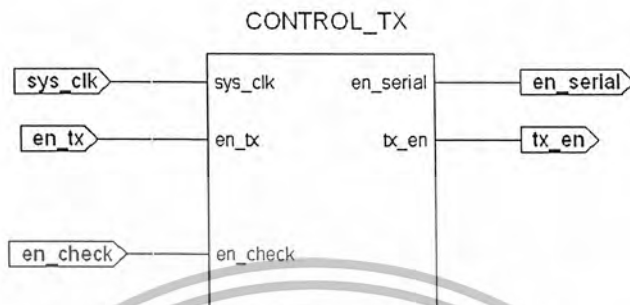 CONTROL_TX
sys_clk sys_clk en_serial en_serial
en_tx en_tx tx_en tx_en
en_check en_check